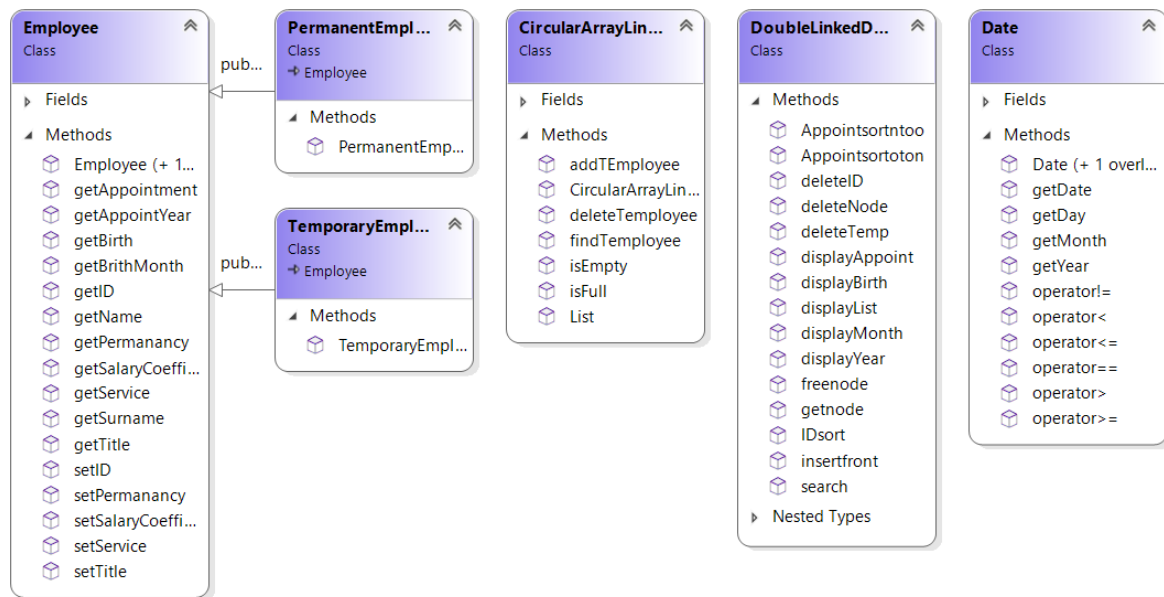 Employee
Class
Fields
Methods
Employee (+ 1...
getAppointment
getAppointYear
getBirth
getBrithMonth
getID
getName
getPermanancy
getSalaryCoeffi...
getService
getSurname
getTitle
setID
setPermanancy
setSalaryCoeffi...
setService
setTitle
pub...
pub...
PermanentEmpl...
Class
Employee
Methods
PermanentEmp...
TemporaryEmpl...
Class
Employee
Methods
TemporaryEmpl...
CircularArrayLin...
Class
Fields
Methods
addTEmployee
CircularArrayLin...
deleteTemployee
findTemployee
isEmpty
isFull
List
DoubleLinkedD...
Class
Methods
Appointsortntoo
Appointsortoton
deleteID
deleteNode
deleteTemp
displayAppoint
displayBirth
displayList
displayMonth
displayYear
freenode
getnode
IDsort
insertfront
search
Nested Types
Date
Class
Fields
Methods
Date (+ 1 overl...
getDate
getDay
getMonth
getYear
operator!=
operator<
operator<=
operator==
operator>
operator>=